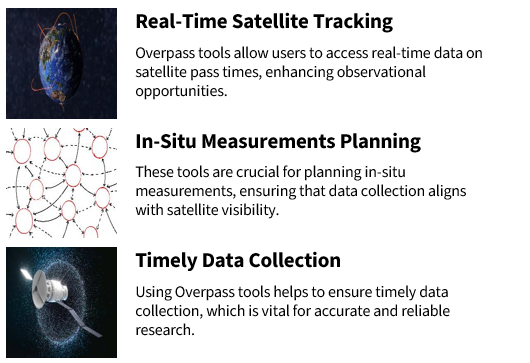 Real-Time Satellite Tracking
Overpass tools allow users to access real-time data on
satellite pass times, enhancing observational
opportunities.
In-Situ Measurements Planning
These tools are crucial for planning in-situ
measurements, ensuring that data collection aligns
with satellite visibility.
Timely Data Collection
Using Overpass tools helps to ensure timely data
collection, which is vital for accurate and reliable
research.